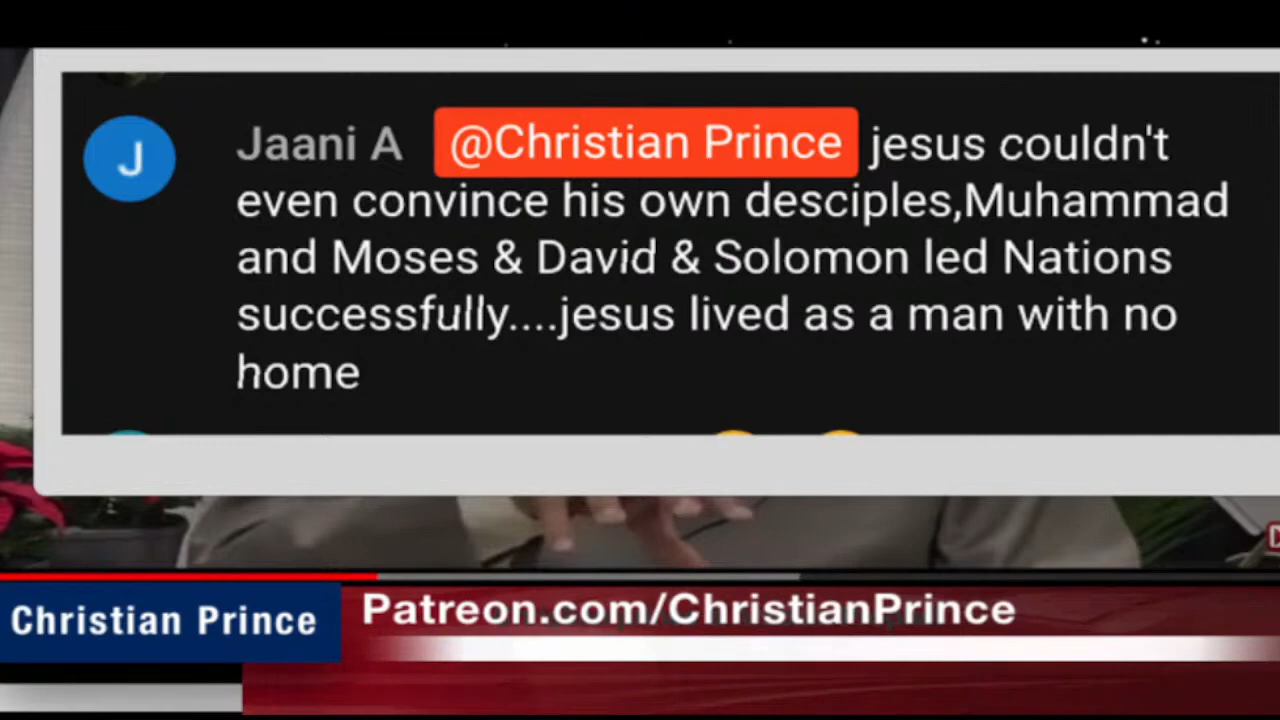 J
Jaani A @Christian Prince jesus couldn't
even convince his own desciples,Muhammad
and Moses & David & Solomon led Nations
successfully....jesus lived as a man with no
home
Christian Prince
Patreon.com/ChristianPrince